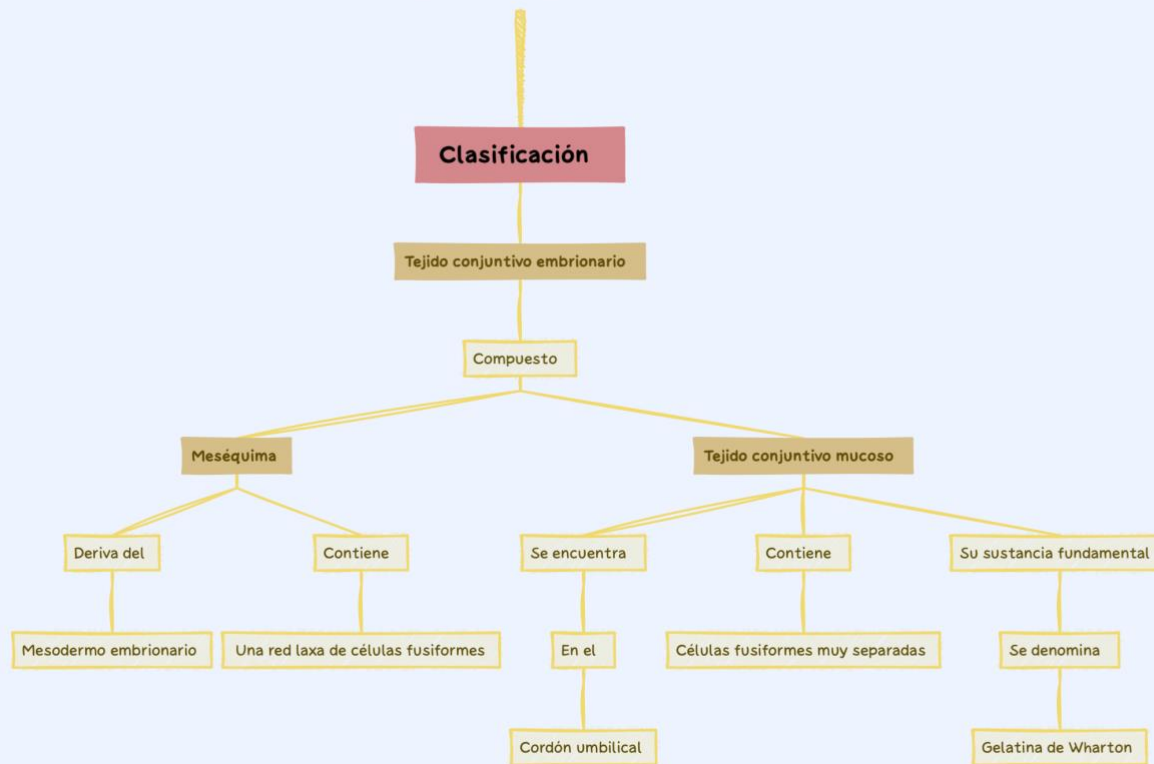 Clasificación
Tejido conjuntivo embrionario
Compuesto
Meséquima
Tejido conjuntivo mucoso
Deriva del
Contiene
Se encuentra
Contiene
Su sustancia fundamental
Mesodermo embrionario
Una red laxa de células fusiformes
En el
Células fusiformes muy separadas
Se denomina
Cordón umbilical
Gelatina de Wharton